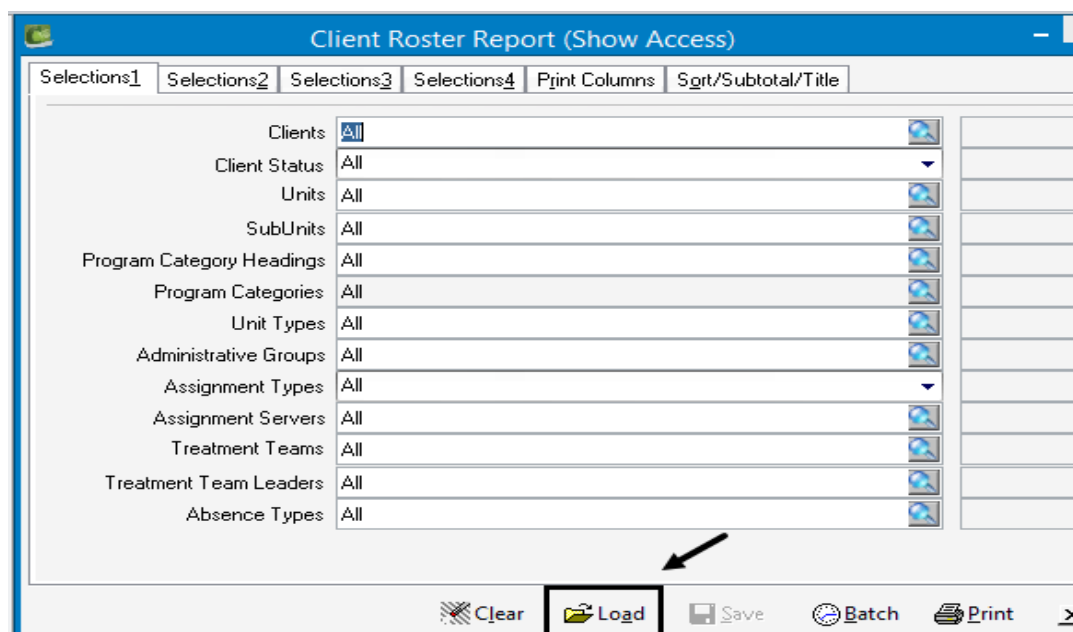 Client Roster Report (Show Access)
Selections1 Selections2 Selections3 Selections4 Print Columns Sort/Subtotal/Title
Clients All
Client Status All
Units All
SubUnits All
Program Category Headings All
Program Categories All
Unit Types All
Administrative Groups All
Assignment Types All
Assignment Servers All
Treatment Teams All
Treatment Team Leaders All
Absence Types All
Clear Load Save Batch Print